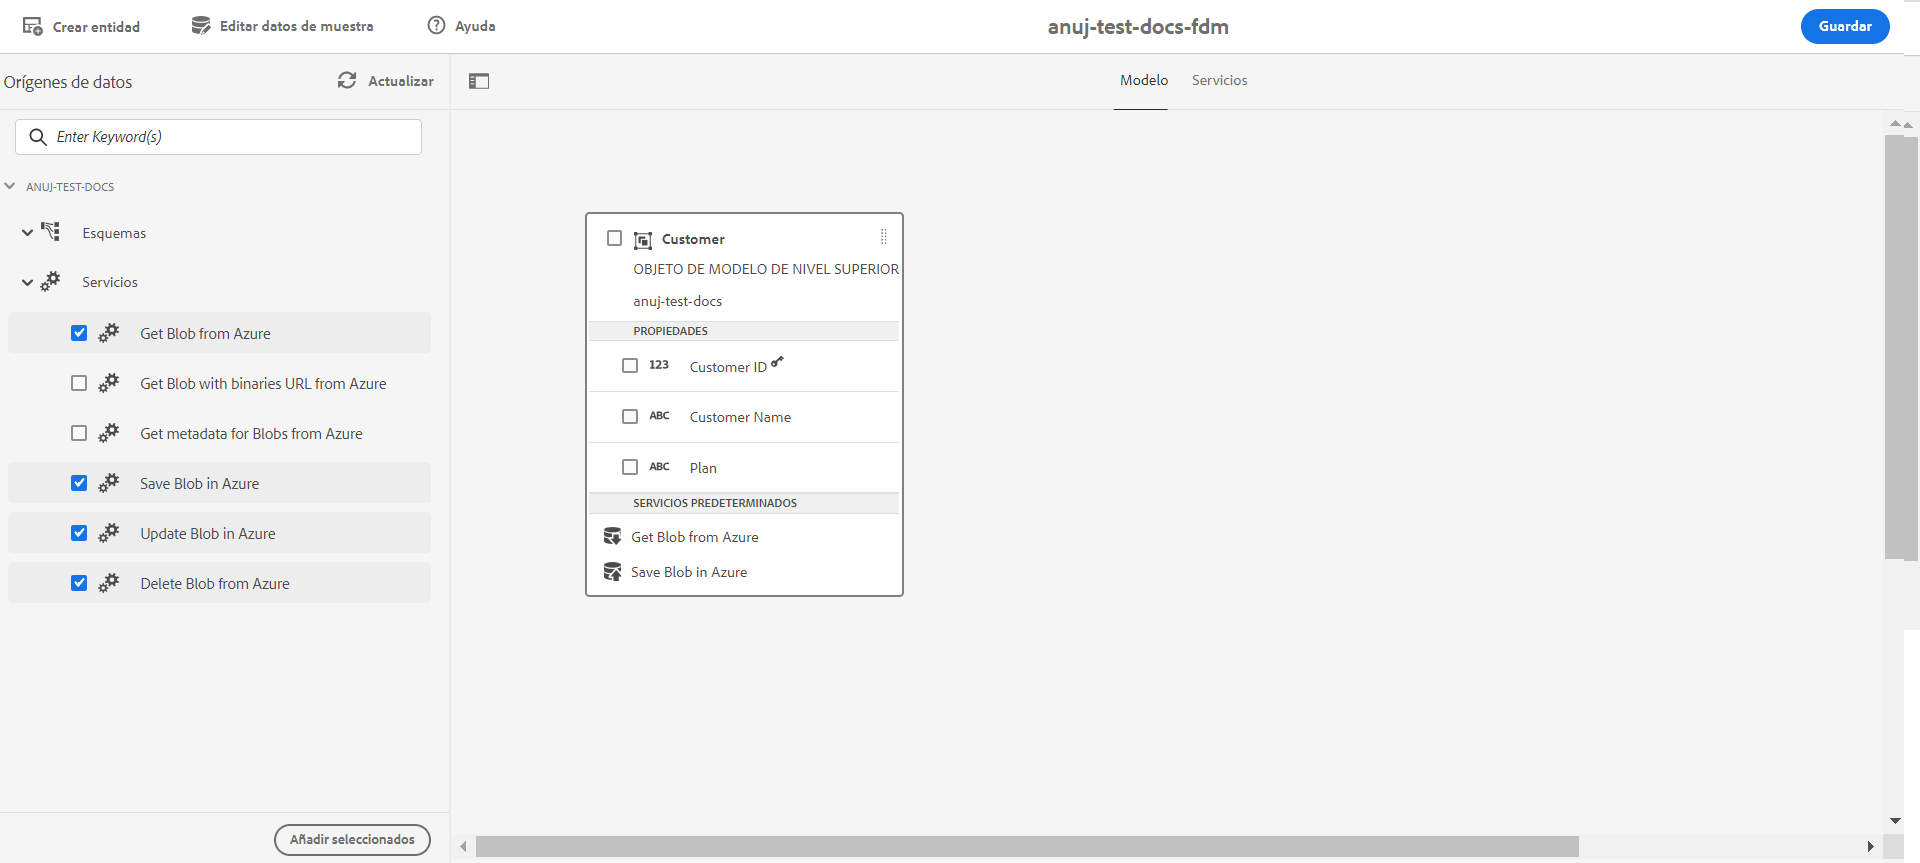 Crear entidad
Editar datos de muestra
Ayuda
anuj-test-docs-fdm
Guardar
Orígenes de datos
Actualizar
Modelo
Servicios
Enter Keyword(s)
ANUJ-TEST-DOCS
Esquemas
Servicios
Get Blob from Azure
Get Blob with binaries URL from Azure
Get metadata for Blobs from Azure
Save Blob in Azure
Update Blob in Azure
Delete Blob from Azure
Añadir seleccionados
Customer
OBJETO DE MODELO DE NIVEL SUPERIOR
anuj-test-docs
PROPIEDADES
123 Customer ID
ABC Customer Name
ABC Plan
SERVICIOS PREDETERMINADOS
Get Blob from Azure
Save Blob in Azure